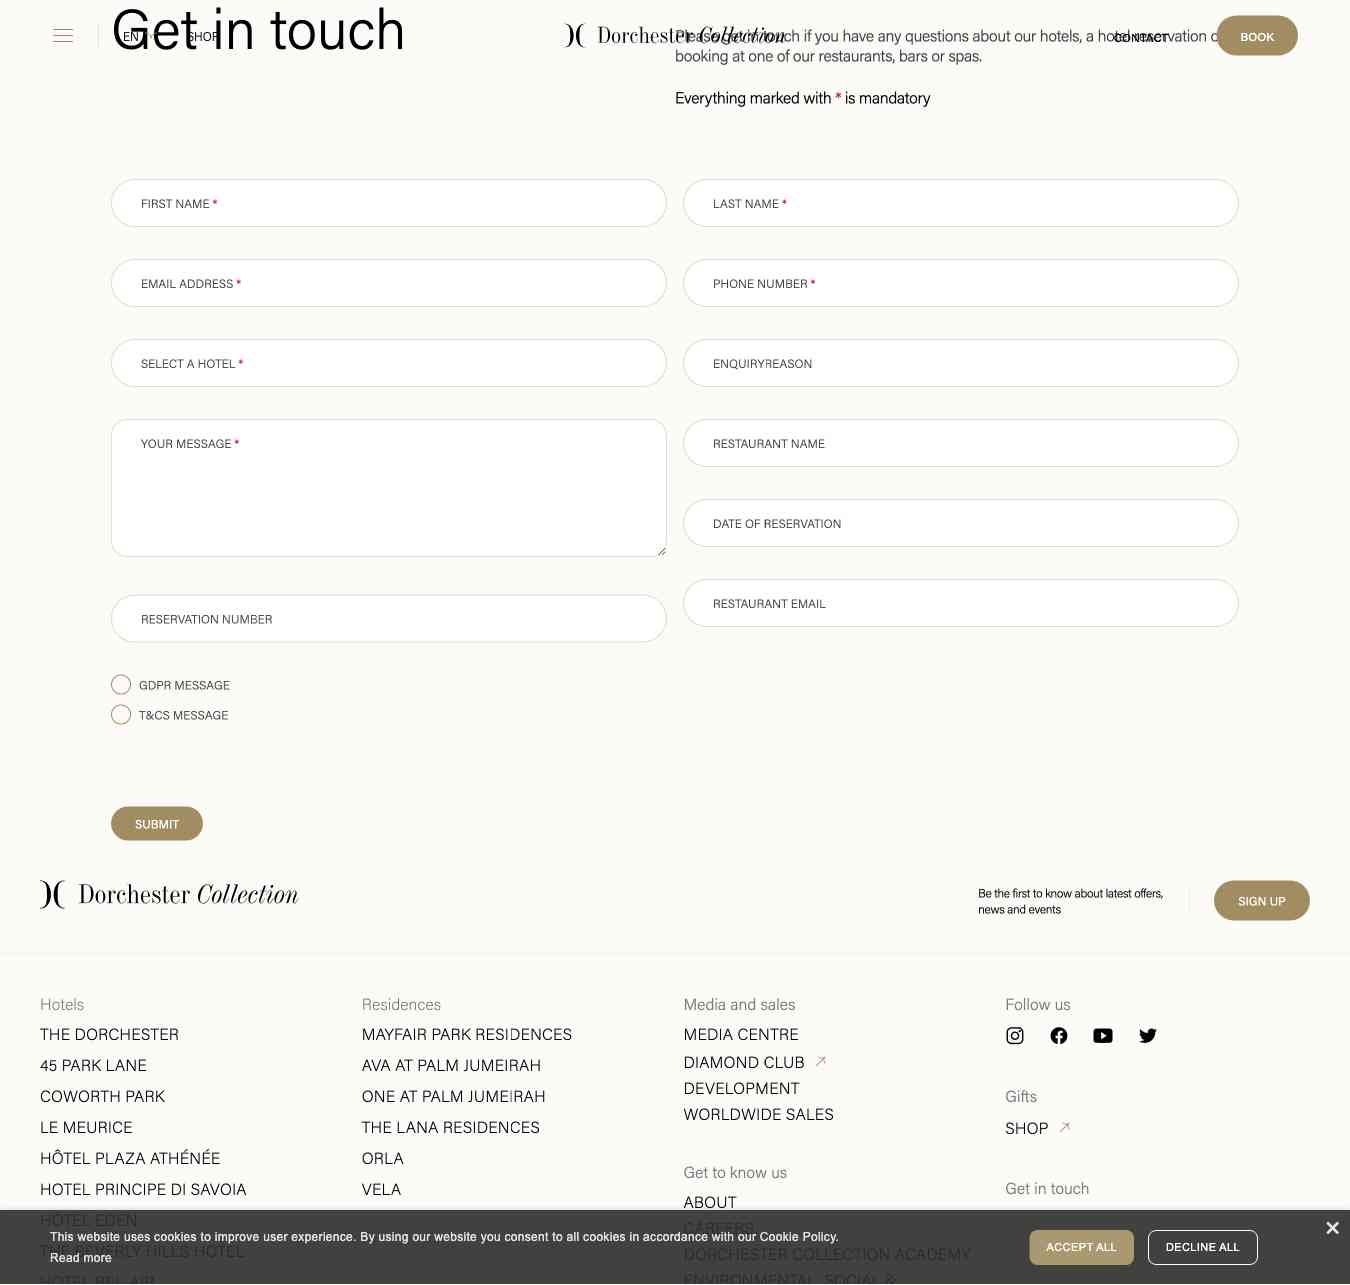 Get in touch
EN
SHOP
Dorchester Collection
CONTACT
BOOK
Please get in touch if you have any questions about our hotels, a hotel reservation
booking at one of our restaurants, bars or spas.
Everything marked with * is mandatory
FIRST NAME *
LAST NAME *
EMAIL ADDRESS *
PHONE NUMBER *
SELECT A HOTEL *
ENQUIRYREASON
YOUR MESSAGE *
RESTAURANT NAME
DATE OF RESERVATION
RESTAURANT EMAIL
RESERVATION NUMBER
GDPR MESSAGE
T&CS MESSAGE
SUBMIT
Dorchester Collection
Be the first to know about latest offers,
news and events
SIGN UP
Hotels
THE DORCHESTER
45 PARK LANE
COWORTH PARK
LE MEURICE
HÔTEL PLAZA ATHÉNÉE
HOTEL PRINCIPE DI SAVOIA
HOTEL EDEN
THE BEVERLY HILLS HOTEL
HOTEL BEL-AIR
Residences
MAYFAIR PARK RESIDENCES
AVA AT PALM JUMEIRAH
ONE AT PALM JUMEIRAH
THE LANA RESIDENCES
ORLA
VELA
Media and sales
MEDIA CENTRE
DIAMOND CLUB
DEVELOPMENT
WORLDWIDE SALES
Get to know us
ABOUT
CAREERS
DORCHESTER COLLECTION ACADEMY
ENVIRONMENTAL, SOCIAL &
Follow us
Gifts
SHOP
Get in touch
This website uses cookies to improve user experience. By using our website you consent to all cookies in accordance with our Cookie Policy.
Read more
ACCEPT ALL
DECLINE ALL